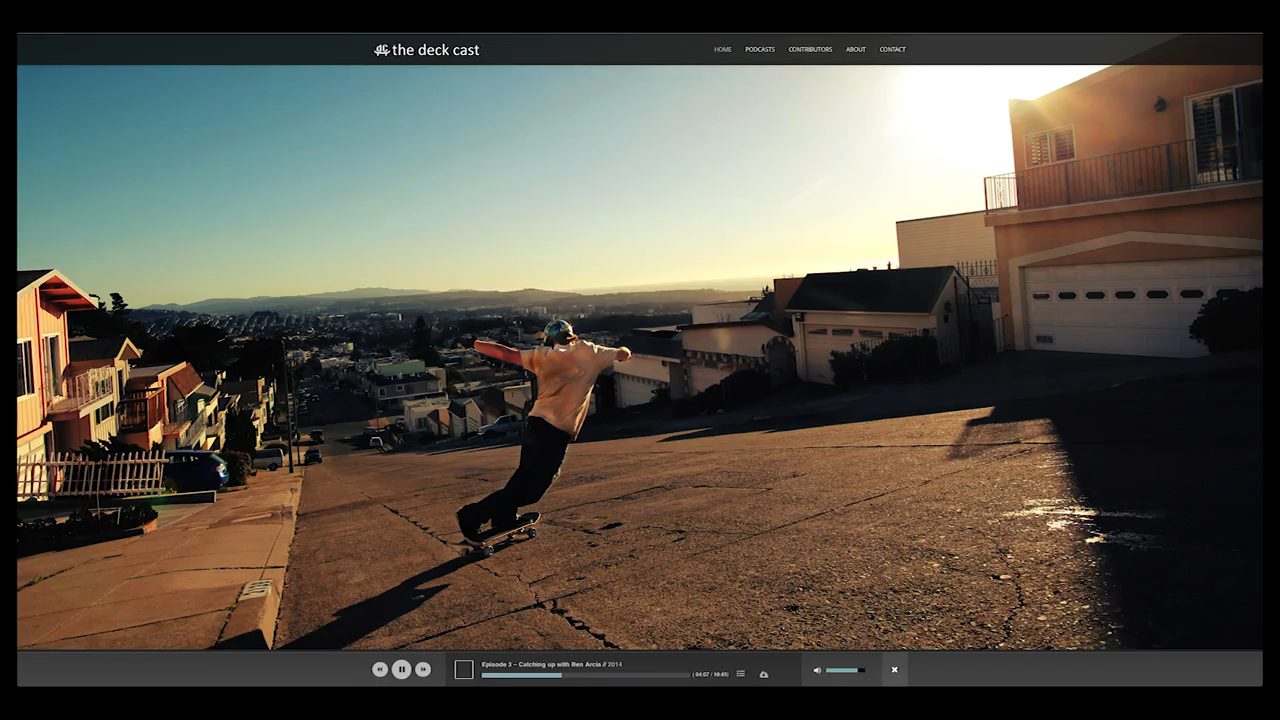 the deck cast
HOME PODCASTS CONTRIBUTORS ABOUT CONTACT
Episode 3 – Catching up with Ben Arcia // 2014
( 04:07 / 10:45)